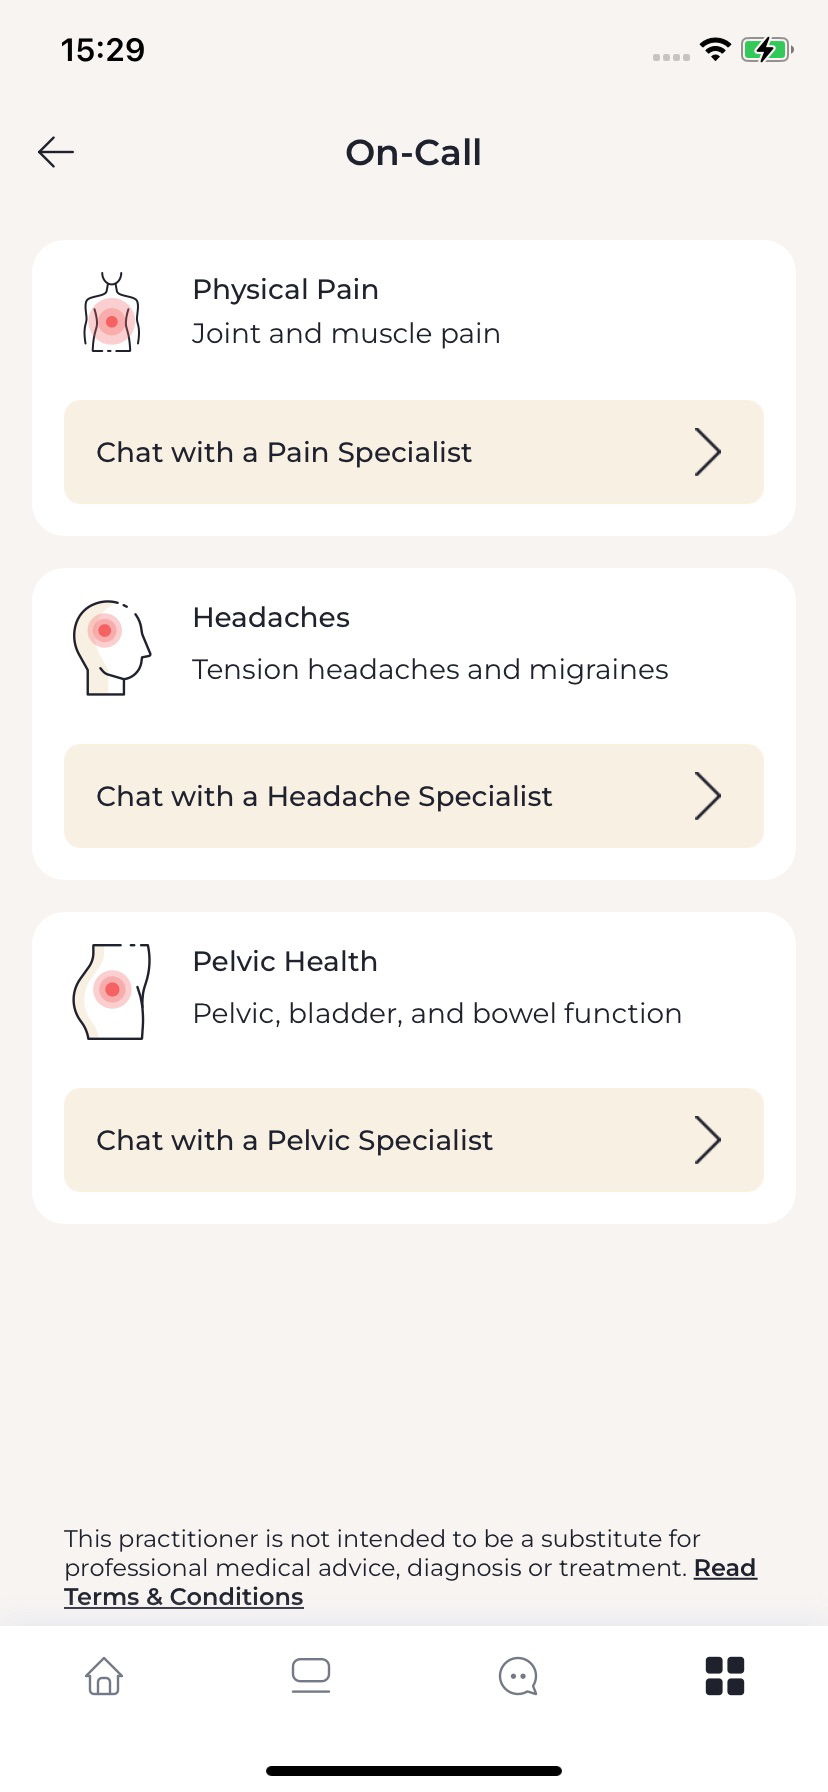 15:29
On-Call
Physical Pain
Joint and muscle pain
Chat with a Pain Specialist
Headaches
Tension headaches and migraines
Chat with a Headache Specialist
Pelvic Health
Pelvic, bladder, and bowel function
Chat with a Pelvic Specialist
This practitioner is not intended to be a substitute for
professional medical advice, diagnosis or treatment. Read
Terms & Conditions